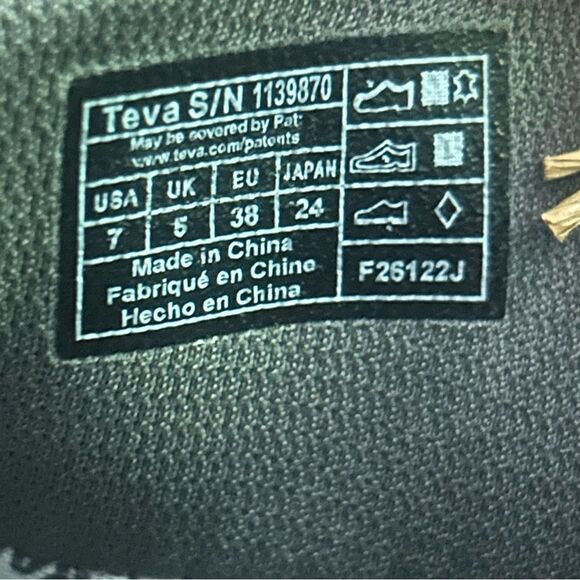 Teva S/N 1139870
May be covered by Pat:
www.teva.com/patents
USA UK EU JAPAN
7 5 38 24
Made in China
Fabriqué en Chine
Hecho en China
F26122J